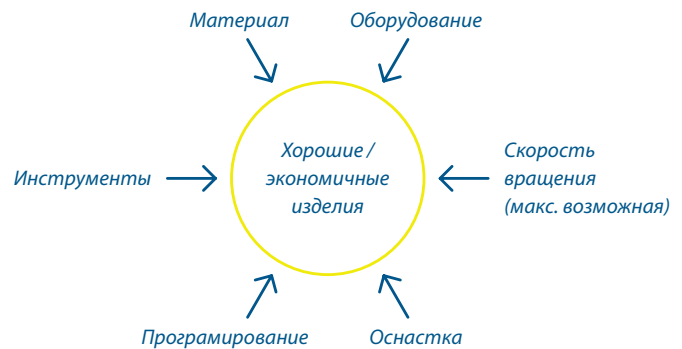 Материал
Оборудование
Инструменты
Хорошие /
экономичные
изделия
Скорость
вращения
(макс. возможная)
Програмирование
Оснастка